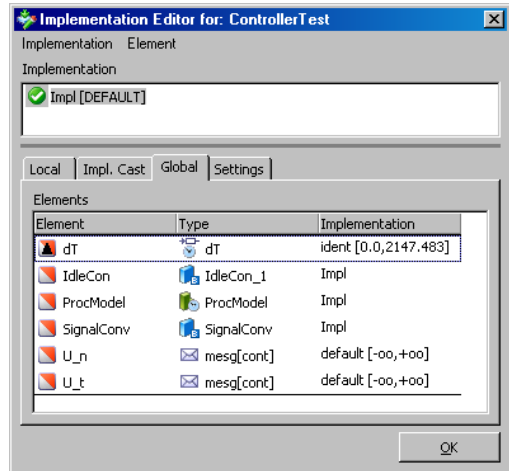 Implementation Editor for: ControllerTest
Implementation Element
Implementation
Impl [DEFAULT]
Local Impl. Cast Global Settings
Elements
Element Type Implementation
dT dT ident [0.0,2147.483]
IdleCon IdleCon_1 Impl
ProcModel ProcModel Impl
SignalConv SignalConv Impl
U_n mesg[cont] default [-oo,+oo]
U_t mesg[cont] default [-oo,+oo]
OK